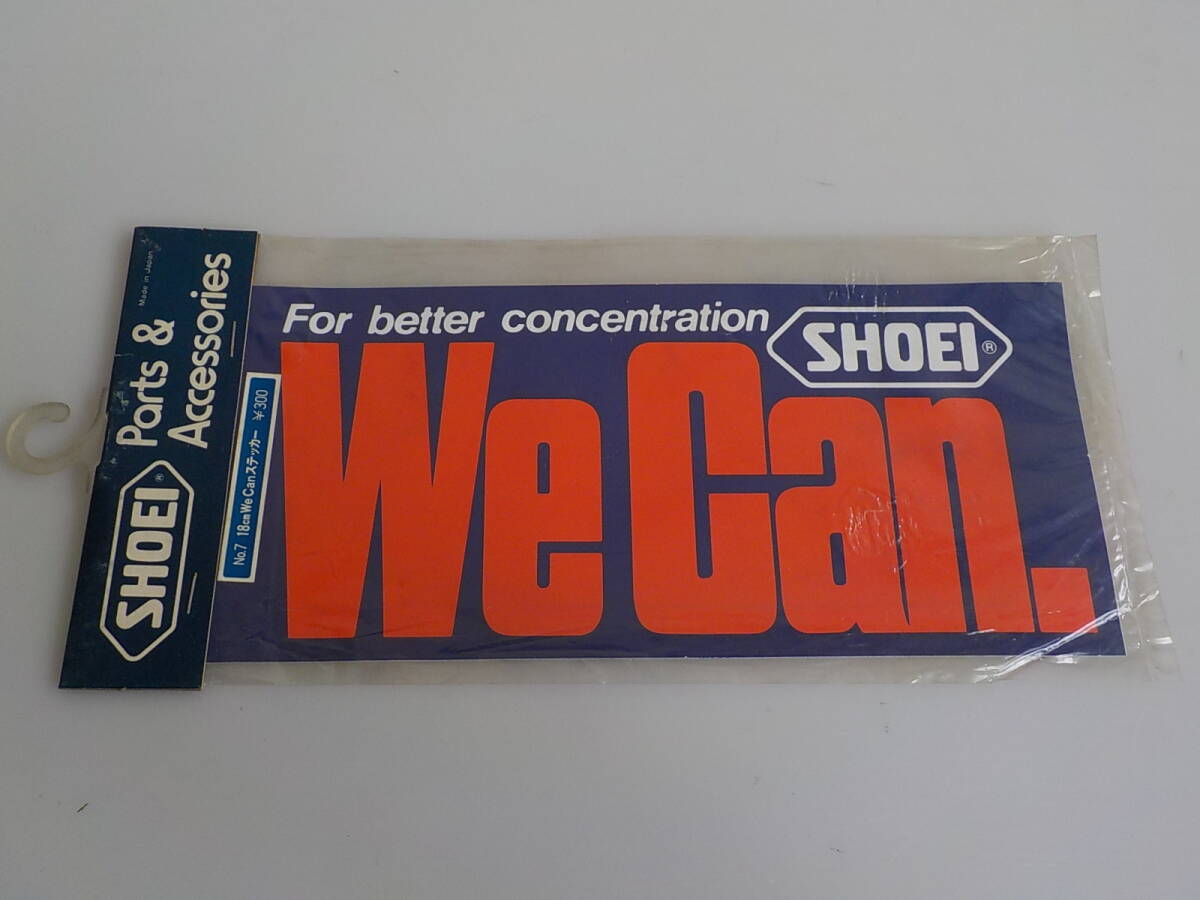 SHOEI®
Parts &
Accessories
Made in Japan
No.7 18cm We Canステッカー ¥300
For better concentration
SHOEI®
We Can.